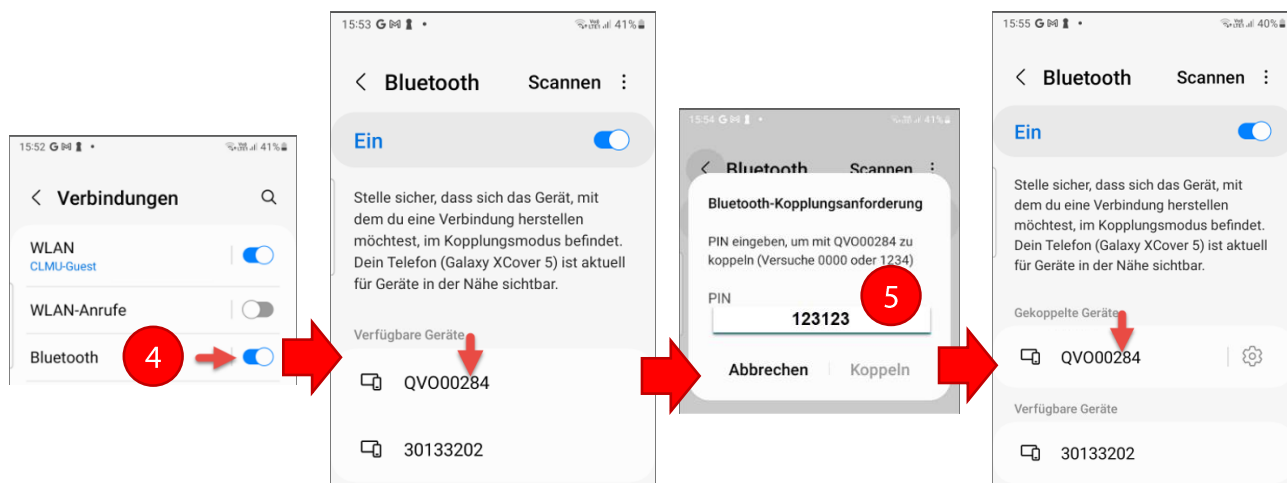 15:52 G
41%
Verbindungen
WLAN
CLMU-Guest
WLAN-Anrufe
Bluetooth
4
15:53 G
41%
Bluetooth
Scannen
Ein
Stelle sicher, dass sich das Gerät, mit
dem du eine Verbindung herstellen
möchtest, im Kopplungsmodus befindet.
Dein Telefon (Galaxy XCover 5) ist aktuell
für Geräte in der Nähe sichtbar.
Verfügbare Geräte
QVO00284
30133202
15:54 G
41%
Bluetooth
Scannen
Bluetooth-Kopplungsanforderung
PIN eingeben, um mit QVO00284 zu
koppeln (Versuche 0000 oder 1234)
5
PIN
123123
Abbrechen
Koppeln
15:55 G
40%
Bluetooth
Scannen
Ein
Stelle sicher, dass sich das Gerät, mit
dem du eine Verbindung herstellen
möchtest, im Kopplungsmodus befindet.
Dein Telefon (Galaxy XCover 5) ist aktuell
für Geräte in der Nähe sichtbar.
Gekoppelte Geräte
QVO00284
Verfügbare Geräte
30133202